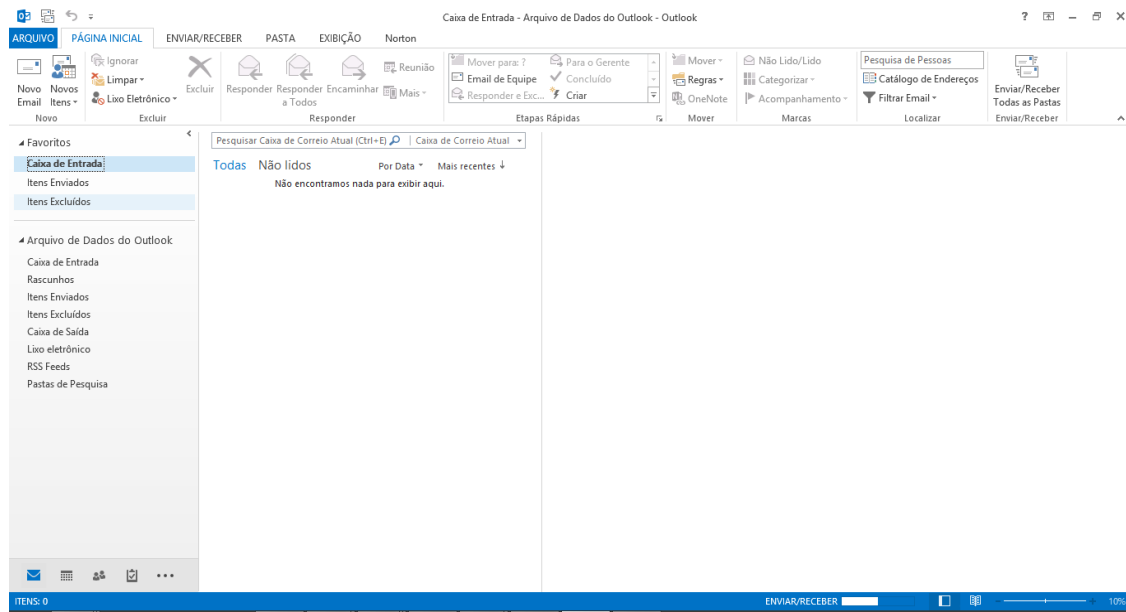 Caixa de Entrada - Arquivo de Dados do Outlook - Outlook
ARQUIVO PÁGINA INICIAL ENVIAR/RECEBER PASTA EXIBIÇÃO Norton
Novo Email
Novos Itens
Novo
Ignorar
Limpar
Lixo Eletrônico
Excluir
Excluir
Responder
Responder a Todos
Encaminhar
Reunião
Mais
Responder
Mover para: ?
Email de Equipe
Responder e Exc...
Para o Gerente
Concluído
Criar
Etapas Rápidas
Mover
Regras
OneNote
Mover
Não Lido/Lido
Categorizar
Acompanhamento
Marcas
Pesquisa de Pessoas
Catálogo de Endereços
Filtrar Email
Localizar
Enviar/Receber
Todas as Pastas
Enviar/Receber
Favoritos
Caixa de Entrada
Itens Enviados
Itens Excluídos
Arquivo de Dados do Outlook
Caixa de Entrada
Rascunhos
Itens Enviados
Itens Excluídos
Caixa de Saída
Lixo eletrônico
RSS Feeds
Pastas de Pesquisa
Pesquisar Caixa de Correio Atual (Ctrl+E) Caixa de Correio Atual
Todas Não lidos Por Data Mais recentes
Não encontramos nada para exibir aqui.
ITENS: 0 ENVIAR/RECEBER 10%